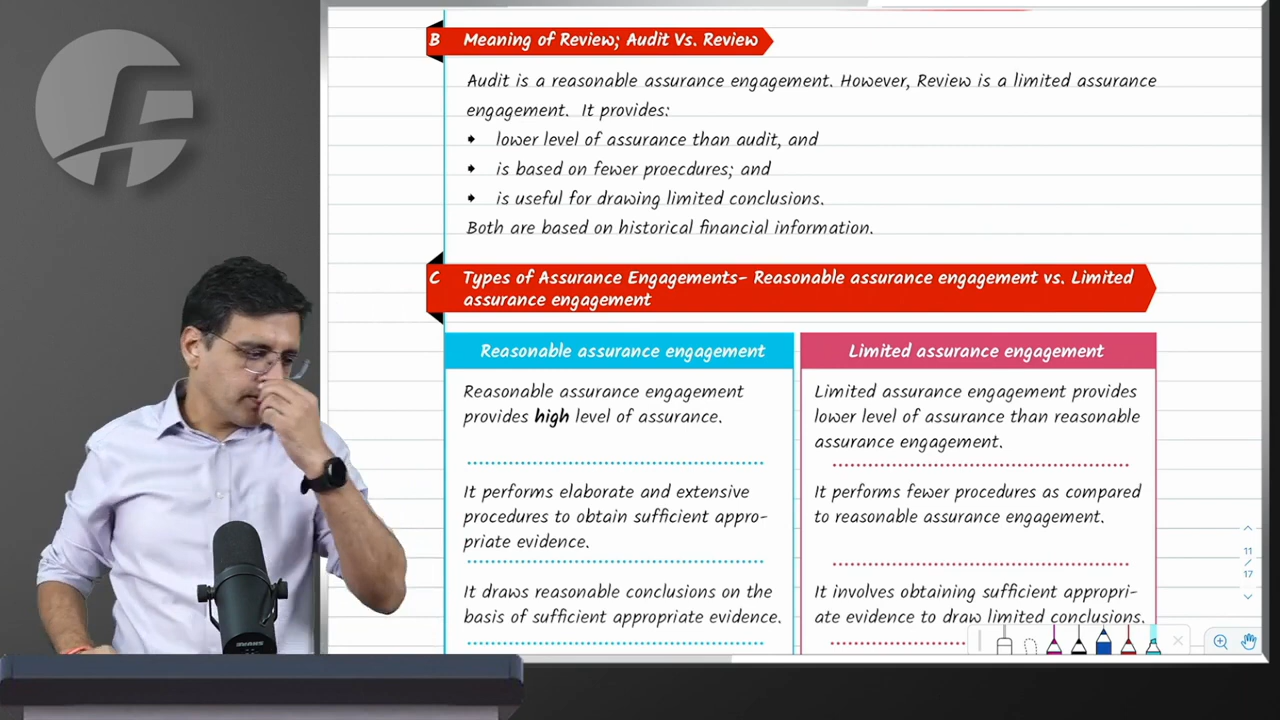 B Meaning of Review; Audit Vs. Review
Audit is a reasonable assurance engagement. However, Review is a limited assurance
engagement. It provides:
lower level of assurance than audit, and
is based on fewer proecdures; and
is useful for drawing limited conclusions.
Both are based on historical financial information.
C Types of Assurance Engagements- Reasonable assurance engagement vs. Limited
assurance engagement
Reasonable assurance engagement
Reasonable assurance engagement
provides high level of assurance.
It performs elaborate and extensive
procedures to obtain sufficient appro-
priate evidence.
It draws reasonable conclusions on the
basis of sufficient appropriate evidence.
Limited assurance engagement
Limited assurance engagement provides
lower level of assurance than reasonable
assurance engagement.
It performs fewer procedures as compared
to reasonable assurance engagement.
It involves obtaining sufficient appropri-
ate evidence to draw limited conclusions.
11
/
17